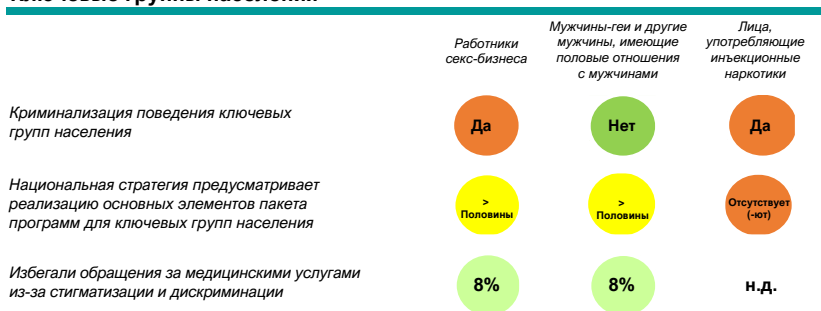 Работники
секс-бизнеса
Мужчины-геи и другие
мужчины, имеющие
половые отношения
с мужчинами
Лица,
употребляющие
инъекционные
наркотики
Криминализация поведения ключевых
групп населения
Да
Нет
Да
Национальная стратегия предусматривает
реализацию основных элементов пакета
программ для ключевых групп населения
>
Половины
>
Половины
Отсутствует
(-ют)
Избегали обращения за медицинскими услугами
из-за стигматизации и дискриминации
8%
8%
н.д.